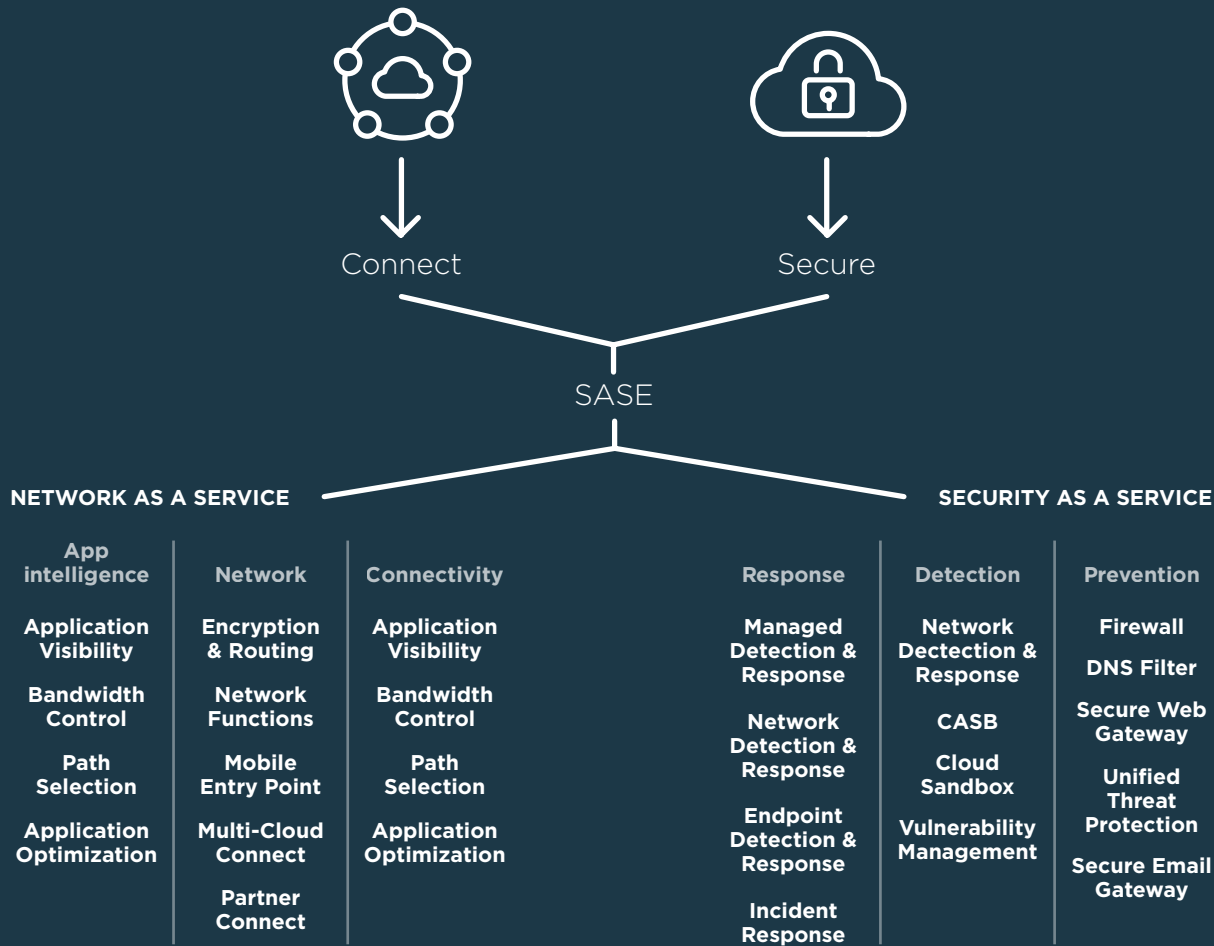 Connect
Secure
SASE
NETWORK AS A SERVICE
SECURITY AS A SERVICE
App
intelligence
Application
Visibility
Bandwidth
Control
Path
Selection
Application
Optimization
Network
Encryption
& Routing
Network
Functions
Mobile
Entry Point
Multi-Cloud
Connect
Partner
Connect
Connectivity
Application
Visibility
Bandwidth
Control
Path
Selection
Application
Optimization
Response
Managed
Detection &
Response
Network
Detection &
Response
Endpoint
Detection &
Response
Incident
Response
Detection
Network
Dectection &
Response
CASB
Cloud
Sandbox
Vulnerability
Management
Prevention
Firewall
DNS Filter
Secure Web
Gateway
Unified
Threat
Protection
Secure Email
Gateway